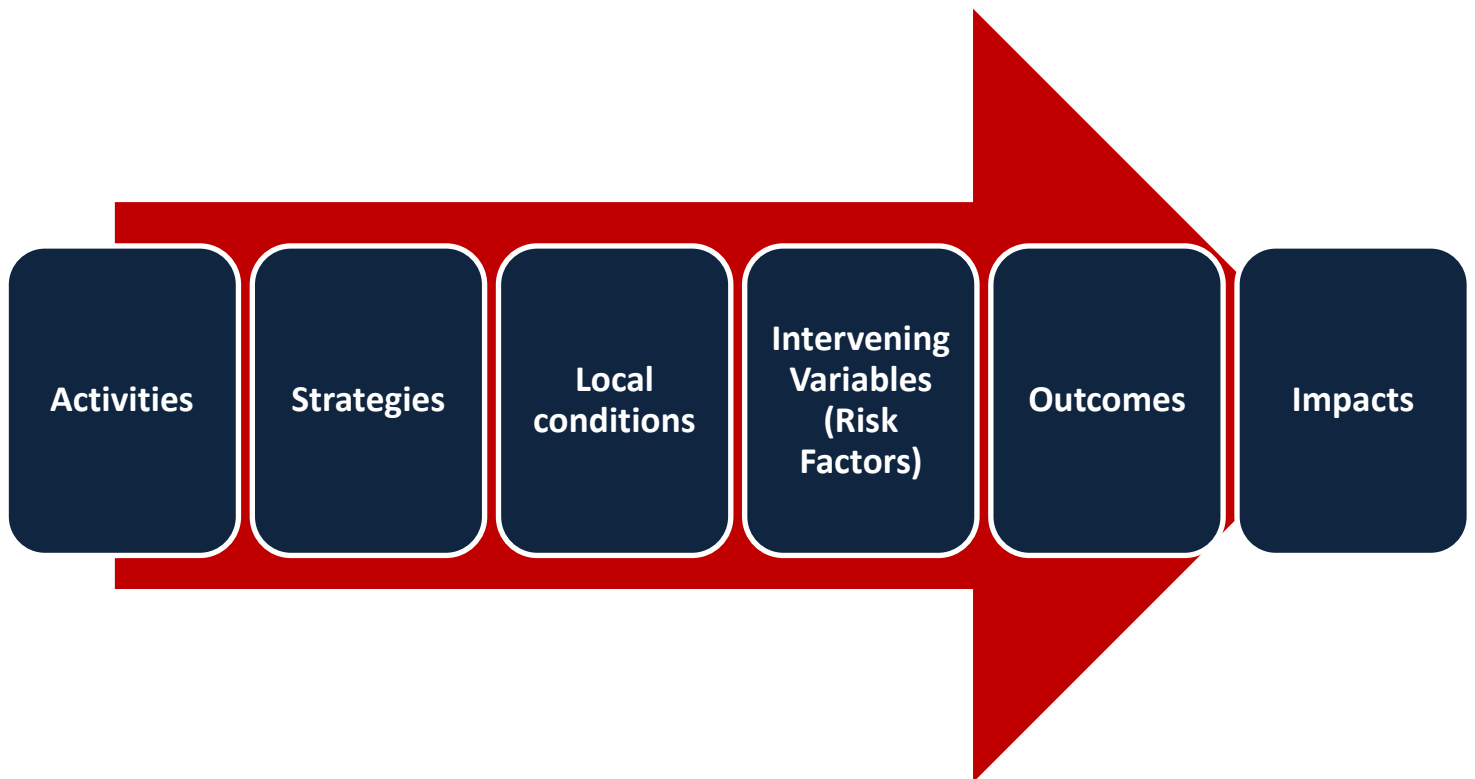 Activities
Strategies
Local
conditions
Intervening
Variables
(Risk
Factors)
Outcomes
Impacts